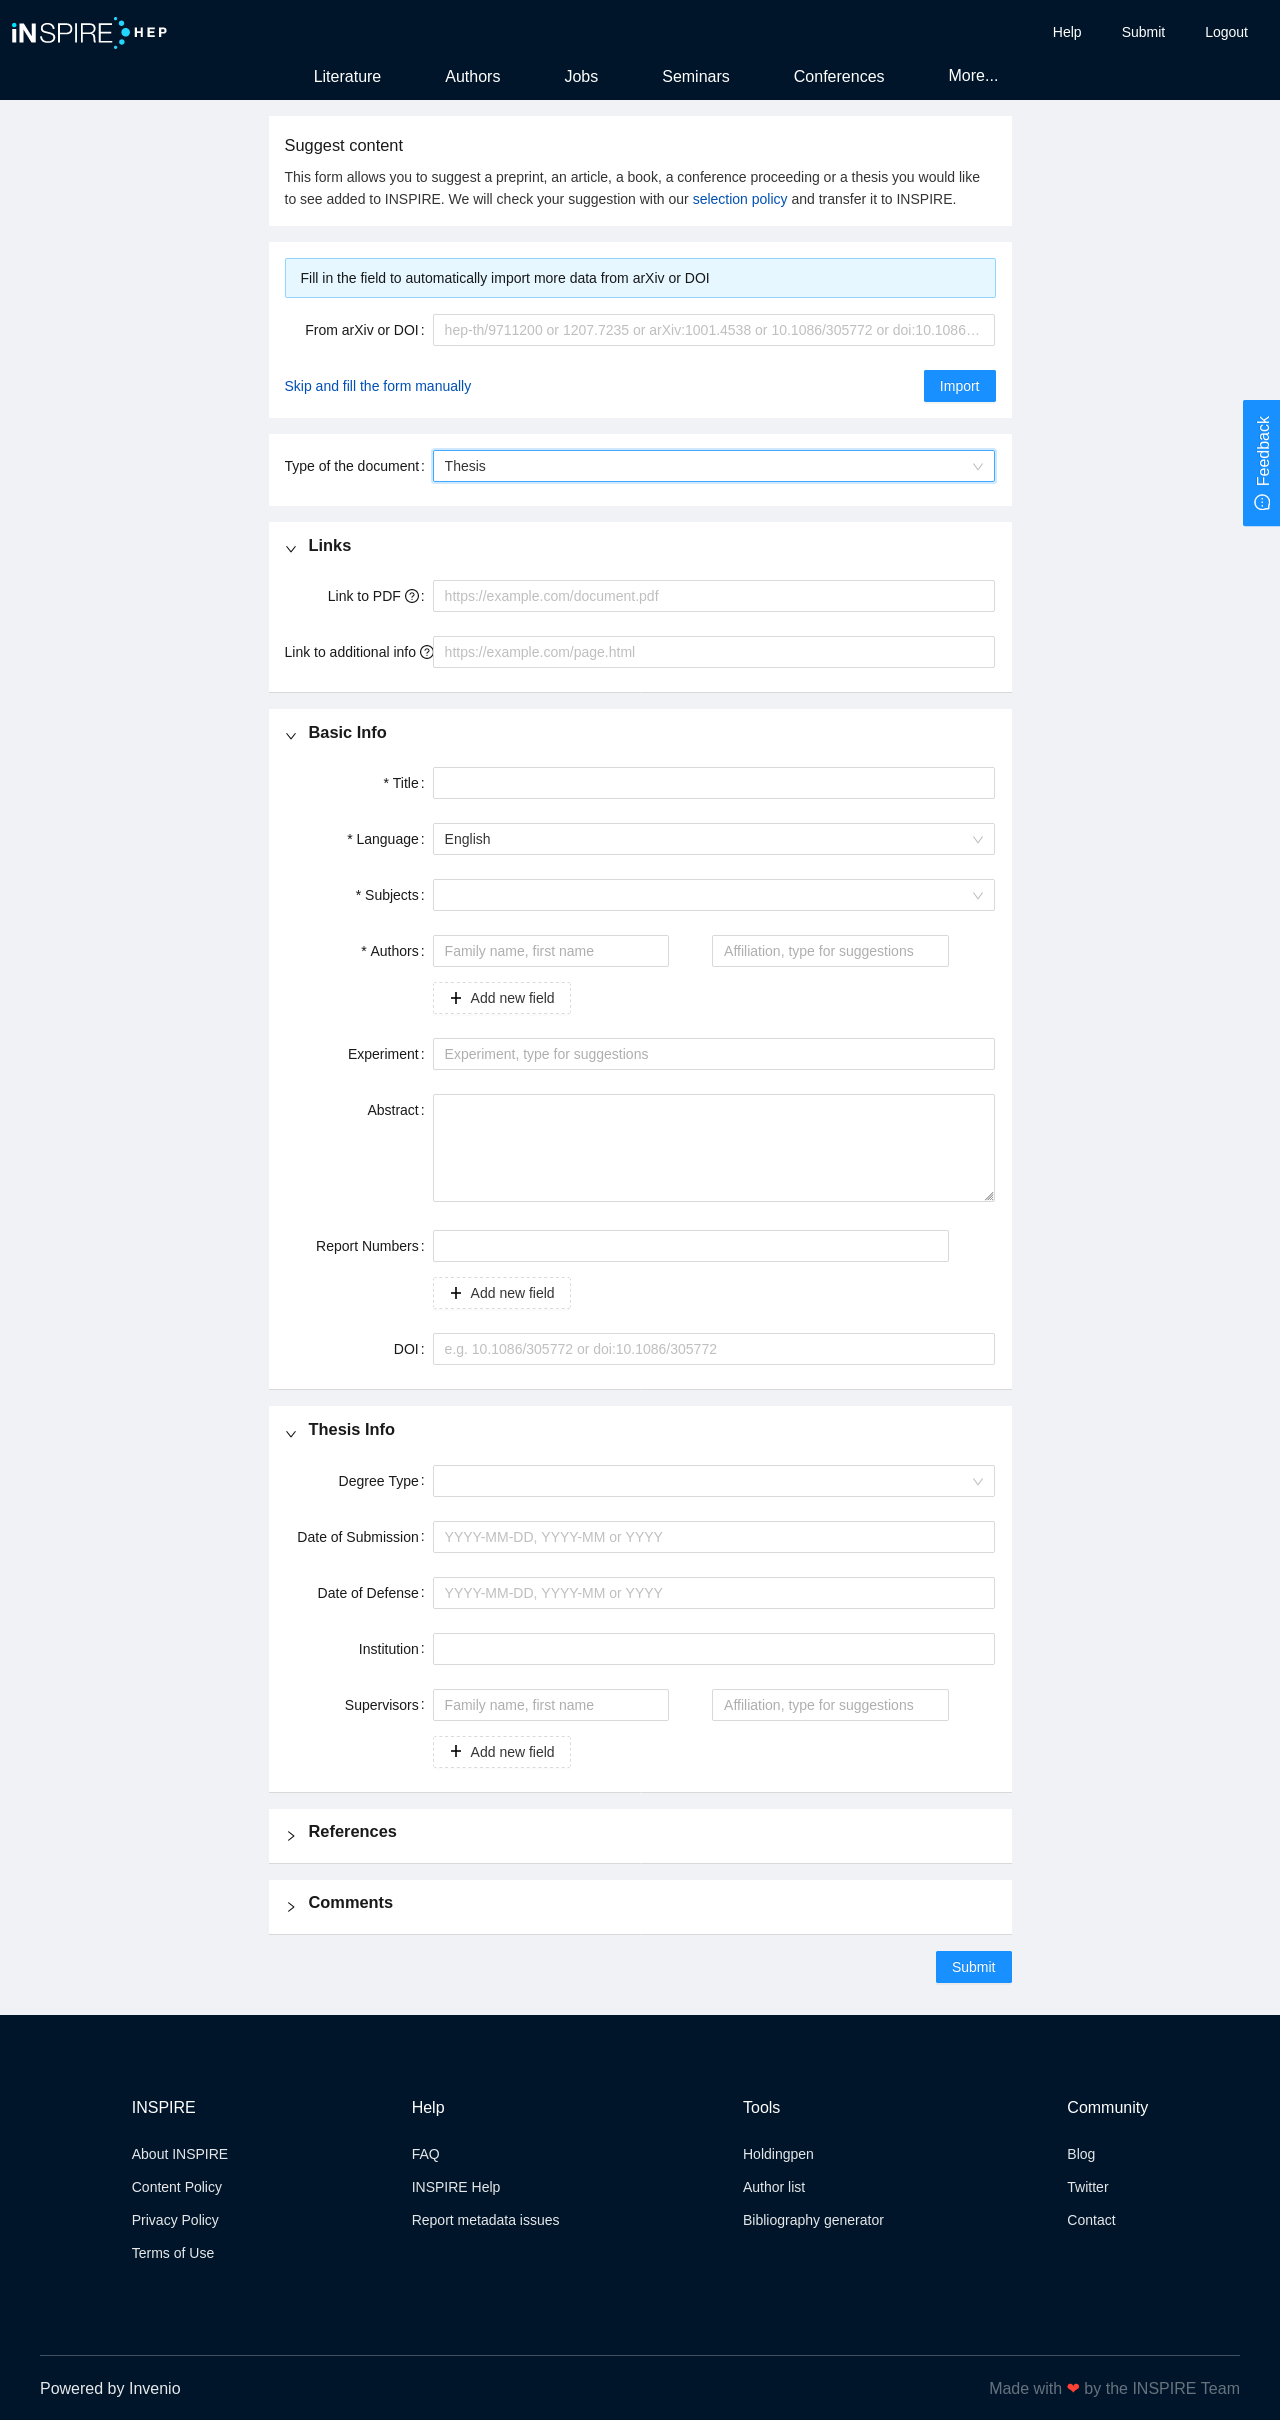 iNSPIRE HEP
Help Submit Logout
Literature Authors Jobs Seminars Conferences More...
Suggest content
This form allows you to suggest a preprint, an article, a book, a conference proceeding or a thesis you would like
to see added to INSPIRE. We will check your suggestion with our selection policy and transfer it to INSPIRE.
Fill in the field to automatically import more data from arXiv or DOI
From arXiv or DOI: hep-th/9711200 or 1207.7235 or arXiv:1001.4538 or 10.1086/305772 or doi:10.1086…
Skip and fill the form manually Import
Feedback
Type of the document: Thesis
Links
Link to PDF : https://example.com/document.pdf
Link to additional info https://example.com/page.html
Basic Info
* Title:
* Language: English
* Subjects:
* Authors: Family name, first name Affiliation, type for suggestions
+ Add new field
Experiment: Experiment, type for suggestions
Abstract:
Report Numbers:
+ Add new field
DOI: e.g. 10.1086/305772 or doi:10.1086/305772
Thesis Info
Degree Type:
Date of Submission: YYYY-MM-DD, YYYY-MM or YYYY
Date of Defense: YYYY-MM-DD, YYYY-MM or YYYY
Institution:
Supervisors: Family name, first name Affiliation, type for suggestions
+ Add new field
References
Comments
Submit
INSPIRE Help Tools Community
About INSPIRE FAQ Holdingpen Blog
Content Policy INSPIRE Help Author list Twitter
Privacy Policy Report metadata issues Bibliography generator Contact
Terms of Use
Powered by Invenio Made with ❤ by the INSPIRE Team